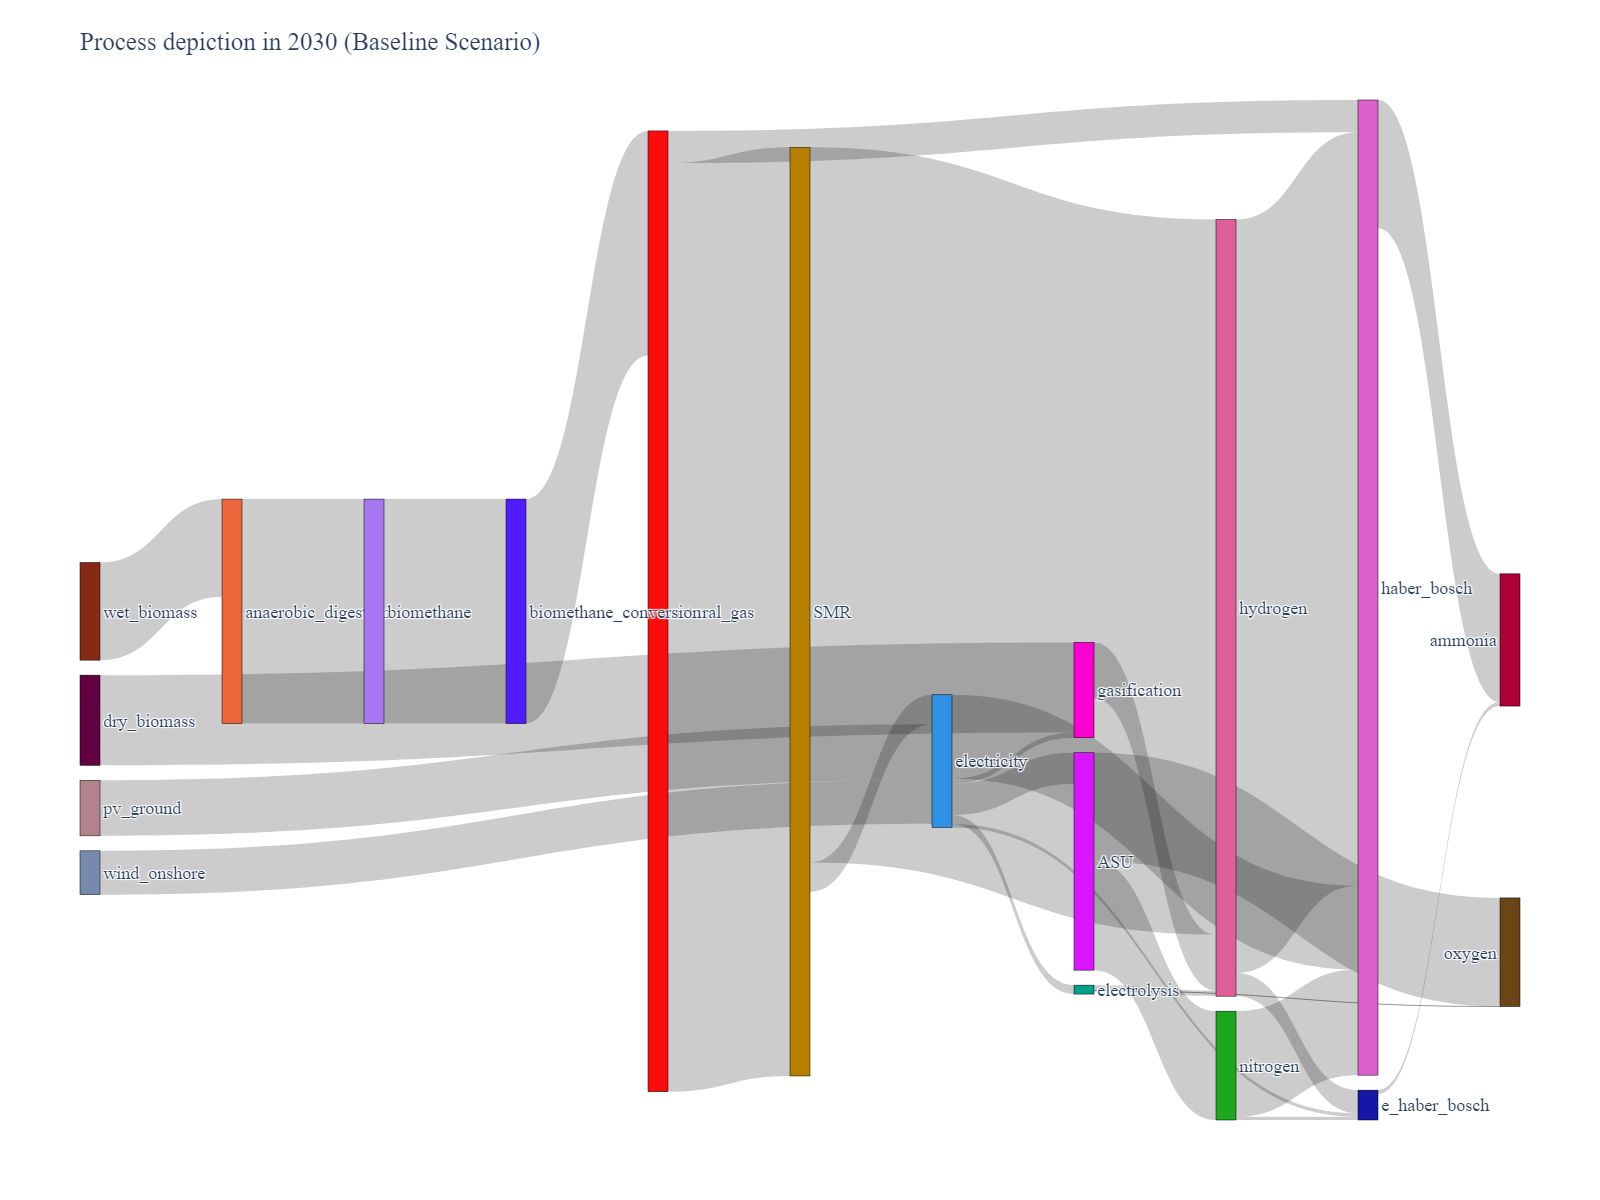 Process depiction in 2030 (Baseline Scenario)
wet_biomass
dry_biomass
pv_ground
wind_onshore
biomethane
biomethane_conversion
SMR
electricity
gasification
ASU
electrolysis
hydrogen
nitrogen
haber_bosch
e_haber_bosch
ammonia
oxygen